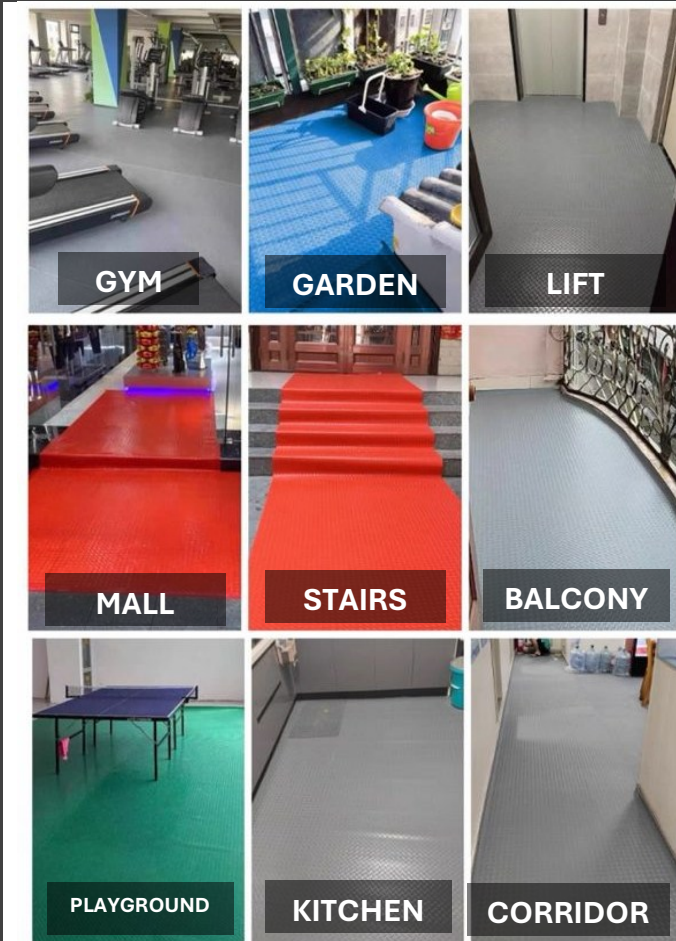 GYM
GARDEN
LIFT
MALL
STAIRS
BALCONY
PLAYGROUND
KITCHEN
CORRIDOR